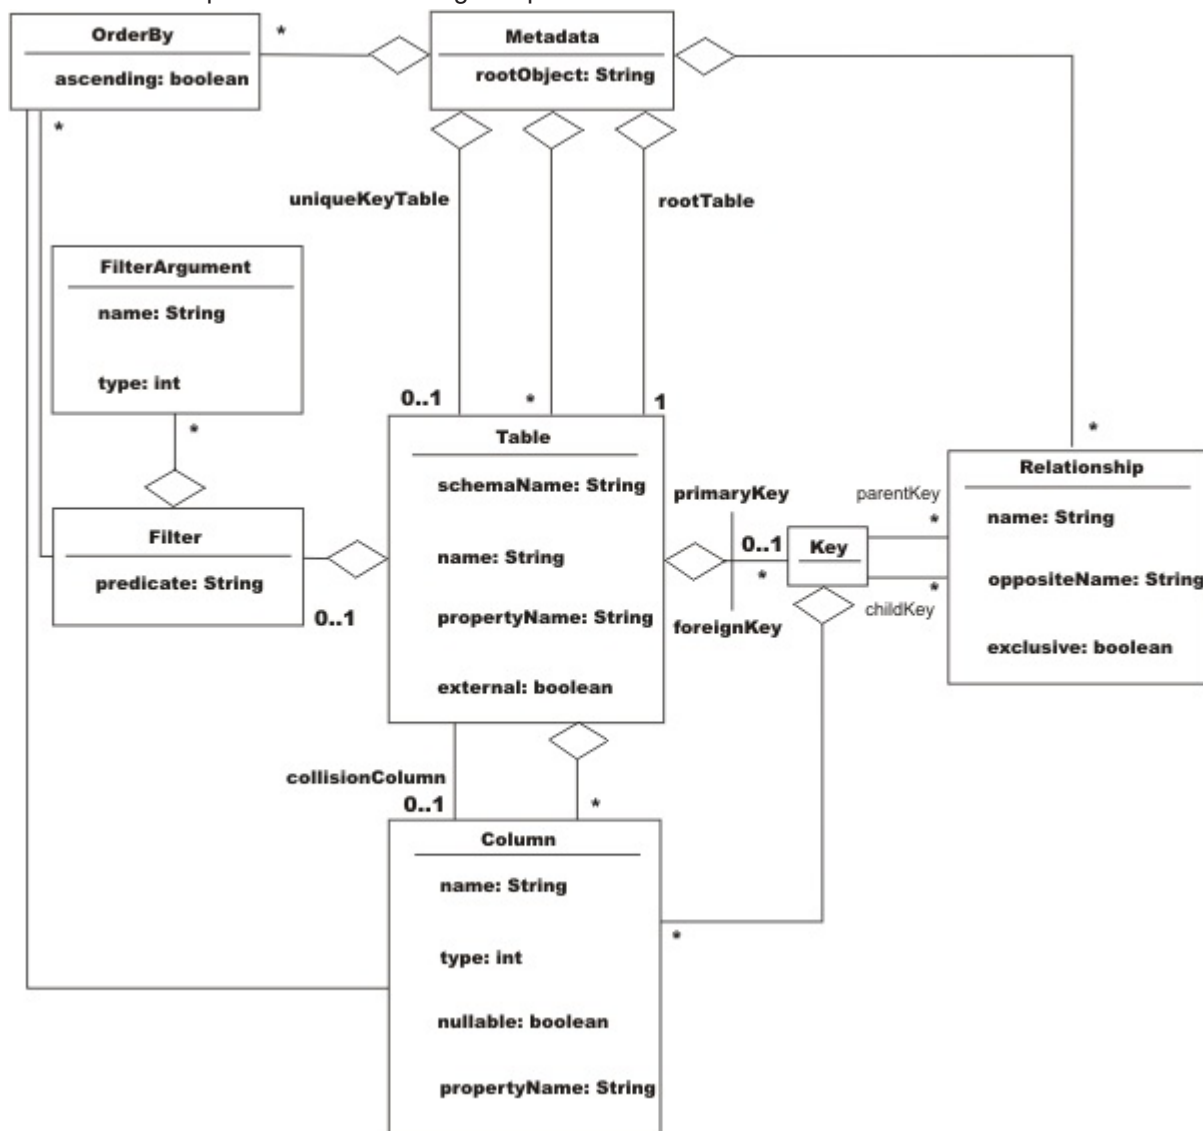 OrderBy
ascending: boolean
*
*
Metadata
rootObject: String
uniqueKeyTable
rootTable
0..1
*
1
FilterArgument
name: String
type: int
*
Filter
predicate: String
0..1
Table
schemaName: String
name: String
propertyName: String
external: boolean
primaryKey
0..1
*
foreignKey
Key
parentKey
*
*
childKey
*
Relationship
name: String
oppositeName: String
exclusive: boolean
collisionColumn
0..1
*
Column
name: String
type: int
nullable: boolean
propertyName: String
*